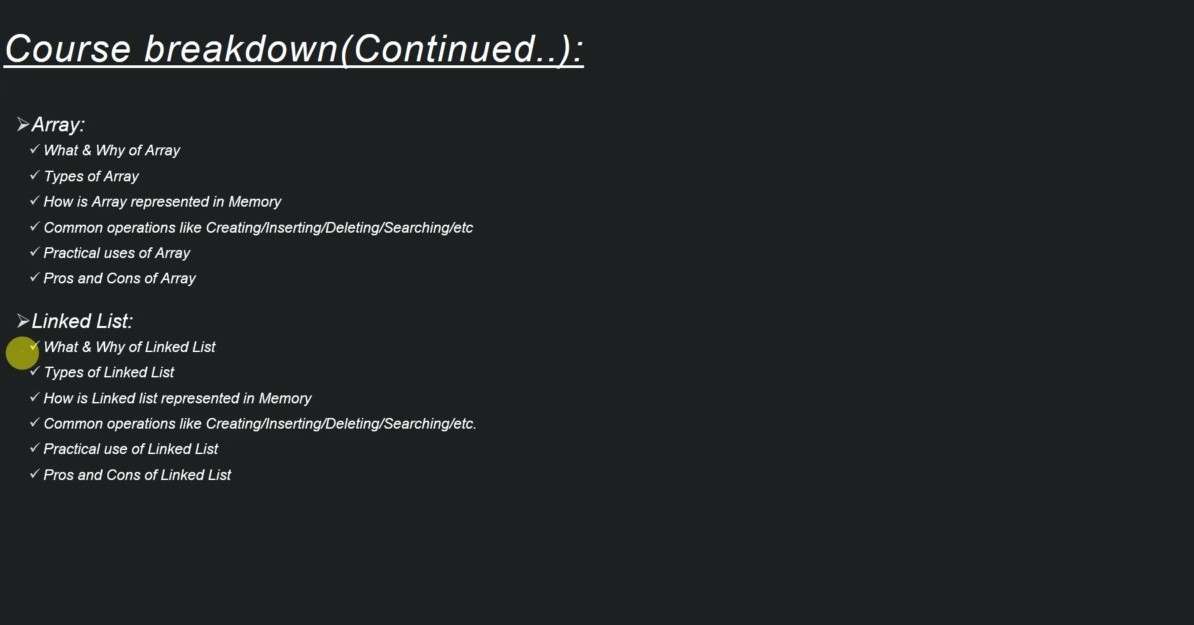 Course breakdown(Continued..):
➢Array:
✓ What & Why of Array
✓ Types of Array
✓ How is Array represented in Memory
✓ Common operations like Creating/Inserting/Deleting/Searching/etc
✓ Practical uses of Array
✓ Pros and Cons of Array
➢Linked List:
✓ What & Why of Linked List
✓ Types of Linked List
✓ How is Linked list represented in Memory
✓ Common operations like Creating/Inserting/Deleting/Searching/etc.
✓ Practical use of Linked List
✓ Pros and Cons of Linked List